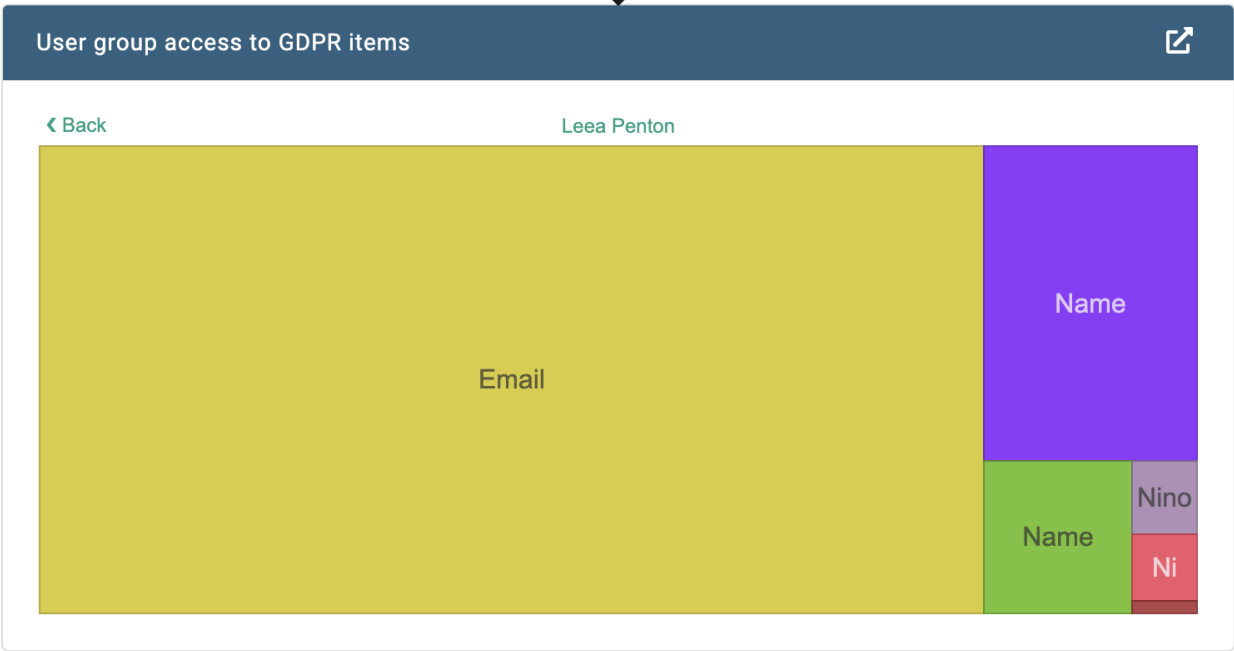 User group access to GDPR items
Back
Leea Penton
Email
Name
Name
Nino
Ni